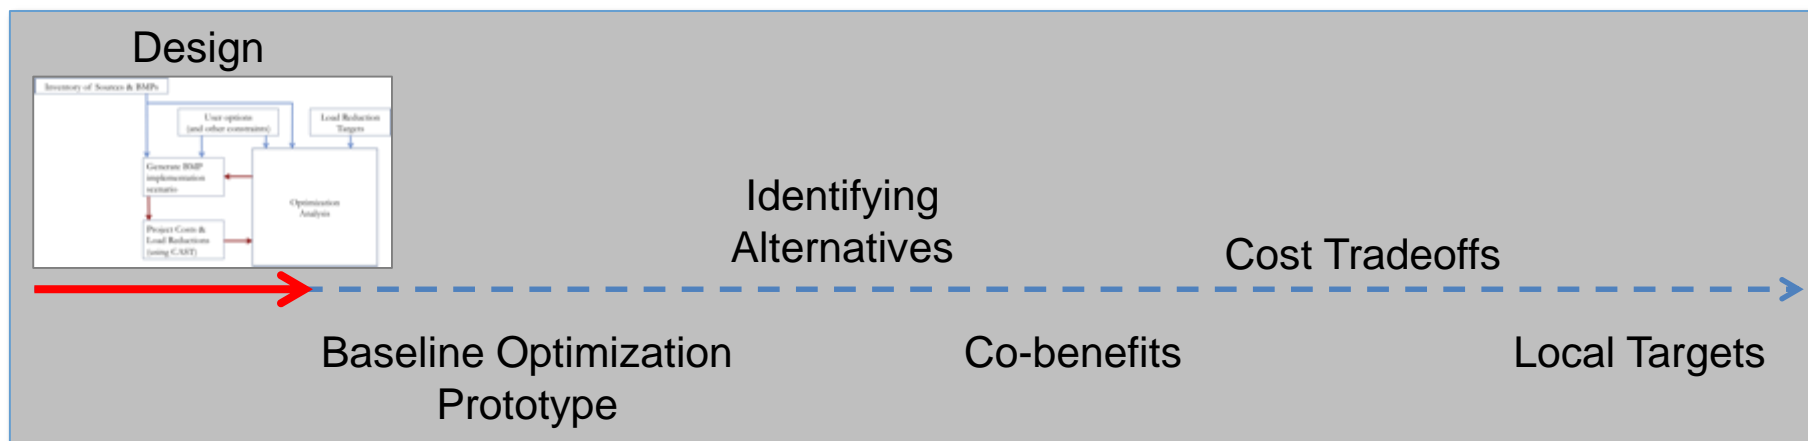 Design
Inventory of Sources & BMPs
User options
(and other constraints)
Load Reduction
Targets
Generate BMP
implementation
scenario
Optimization
Analysis
Project Costs &
Load Reductions
(using CAST)
Identifying
Alternatives
Cost Tradeoffs
Baseline Optimization
Prototype
Co-benefits
Local Targets